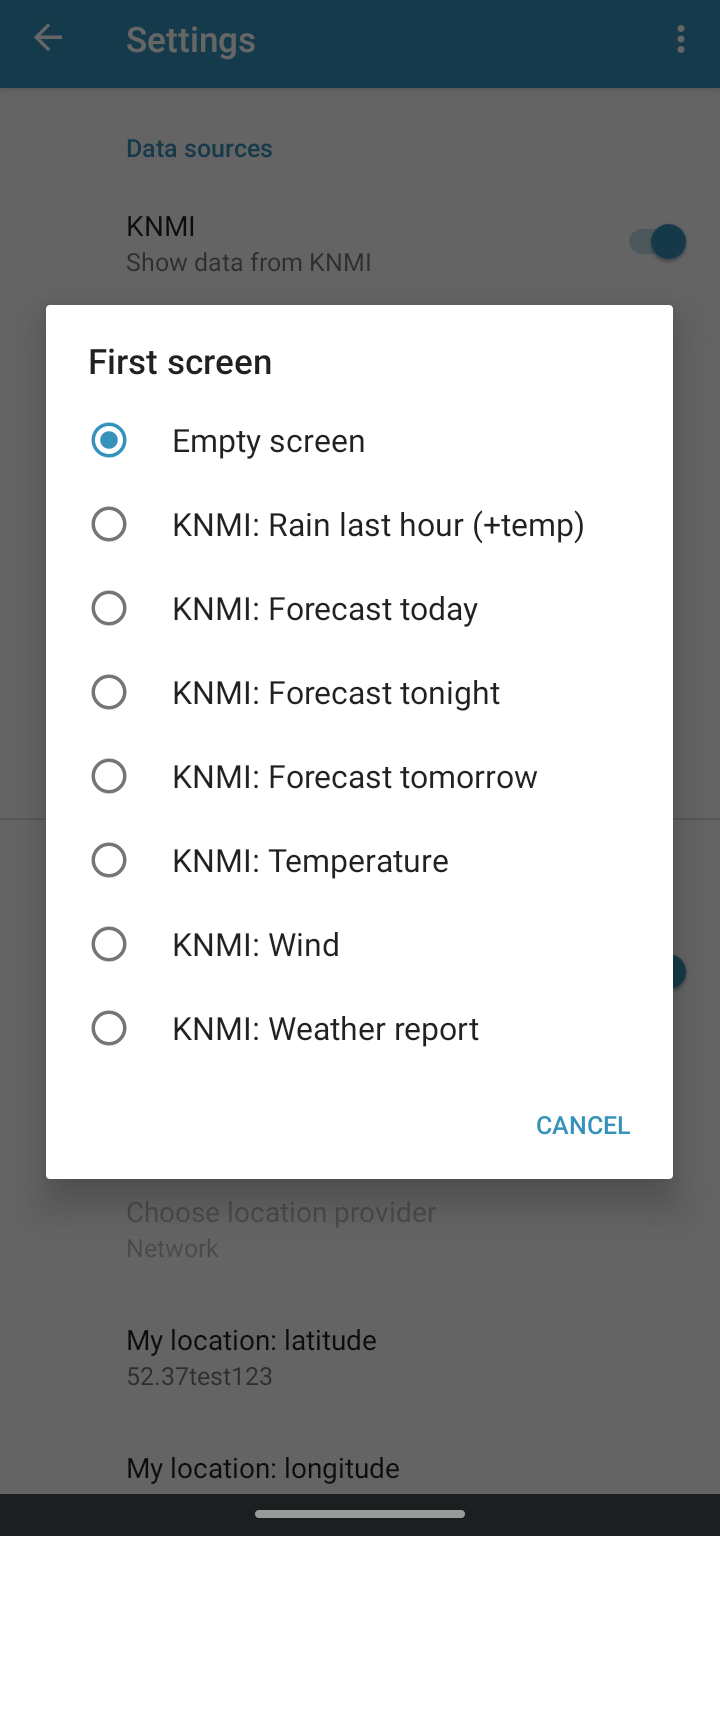 Settings
Data sources
KNMI
Show data from KNMI
First screen
Empty screen
KNMI: Rain last hour (+temp)
KNMI: Forecast today
KNMI: Forecast tonight
KNMI: Forecast tomorrow
KNMI: Temperature
KNMI: Wind
KNMI: Weather report
CANCEL
Choose location provider
Network
My location: latitude
52.37test123
My location: longitude